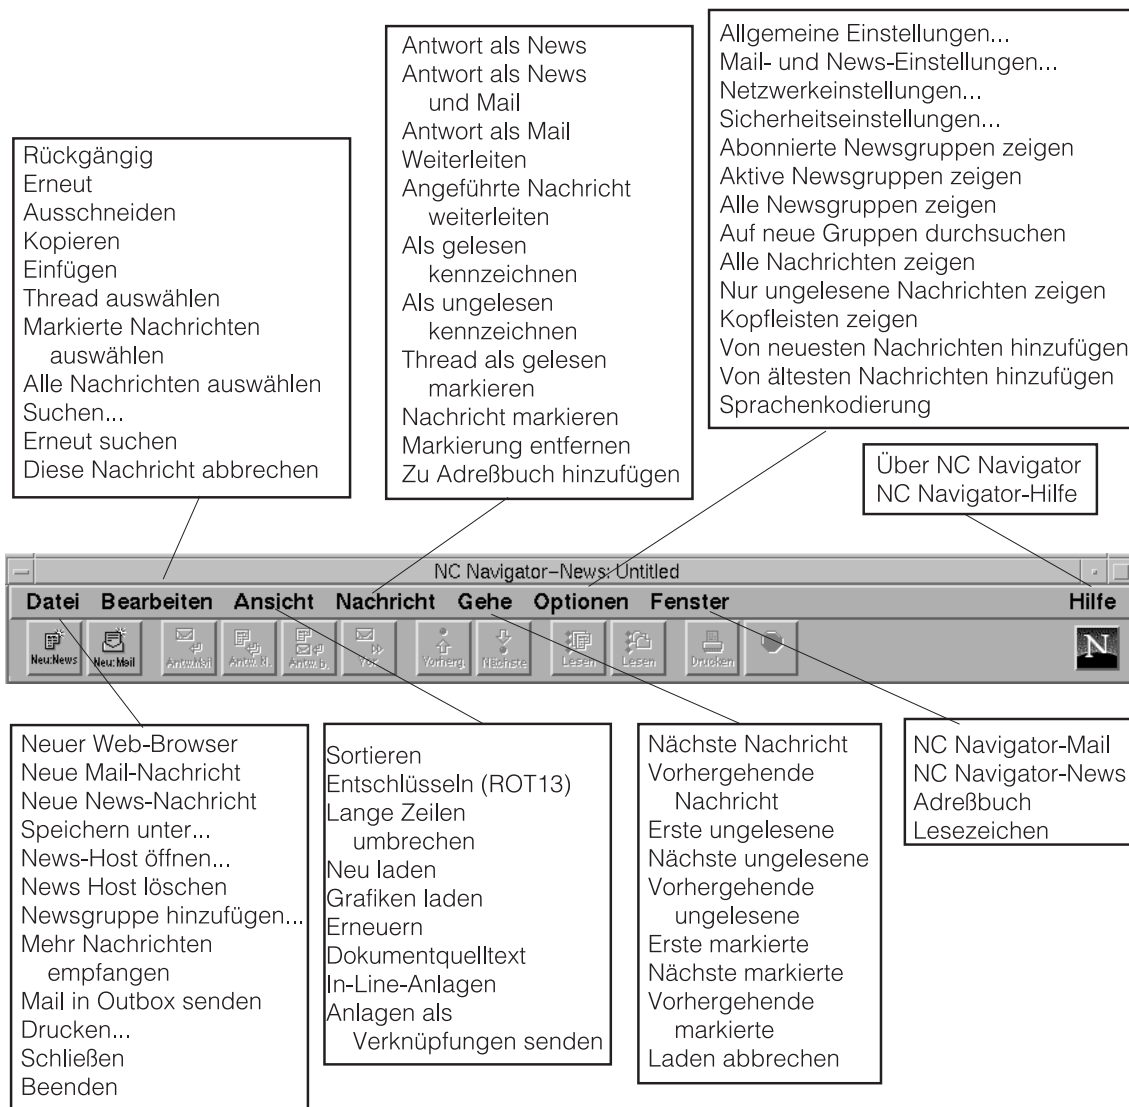 Antwort als News
Antwort als News
und Mail
Antwort als Mail
Weiterleiten
Angeführte Nachricht
weiterleiten
Als gelesen
kennzeichnen
Als ungelesen
kennzeichnen
Thread als gelesen
markieren
Nachricht markieren
Markierung entfernen
Zu Adreßbuch hinzufügen
Allgemeine Einstellungen...
Mail- und News-Einstellungen...
Netzwerkeinstellungen...
Sicherheitseinstellungen...
Abonnierte Newsgruppen zeigen
Aktive Newsgruppen zeigen
Alle Newsgruppen zeigen
Auf neue Gruppen durchsuchen
Alle Nachrichten zeigen
Nur ungelesene Nachrichten zeigen
Kopfleisten zeigen
Von neuesten Nachrichten hinzufügen
Von ältesten Nachrichten hinzufügen
Sprachenkodierung
Rückgängig
Erneut
Ausschneiden
Kopieren
Einfügen
Thread auswählen
Markierte Nachrichten
auswählen
Alle Nachrichten auswählen
Suchen...
Erneut suchen
Diese Nachricht abbrechen
Über NC Navigator
NC Navigator-Hilfe
NC Navigator–News: Untitled
Datei Bearbeiten Ansicht Nachricht Gehe Optionen Fenster Hilfe
Neu:News Neu:Mail Antw.Mail Antw. N. Antw. b. Vor Vorherg. Nächste Lesen Lesen Drucken N
Neuer Web-Browser
Neue Mail-Nachricht
Neue News-Nachricht
Speichern unter...
News-Host öffnen...
News Host löschen
Newsgruppe hinzufügen...
Mehr Nachrichten
empfangen
Mail in Outbox senden
Drucken...
Schließen
Beenden
Sortieren
Entschlüsseln (ROT13)
Lange Zeilen
umbrechen
Neu laden
Grafiken laden
Erneuern
Dokumentquelltext
In-Line-Anlagen
Anlagen als
Verknüpfungen senden
Nächste Nachricht
Vorhergehende
Nachricht
Erste ungelesene
Nächste ungelesene
Vorhergehende
ungelesene
Erste markierte
Nächste markierte
Vorhergehende
markierte
Laden abbrechen
NC Navigator-Mail
NC Navigator-News
Adreßbuch
Lesezeichen